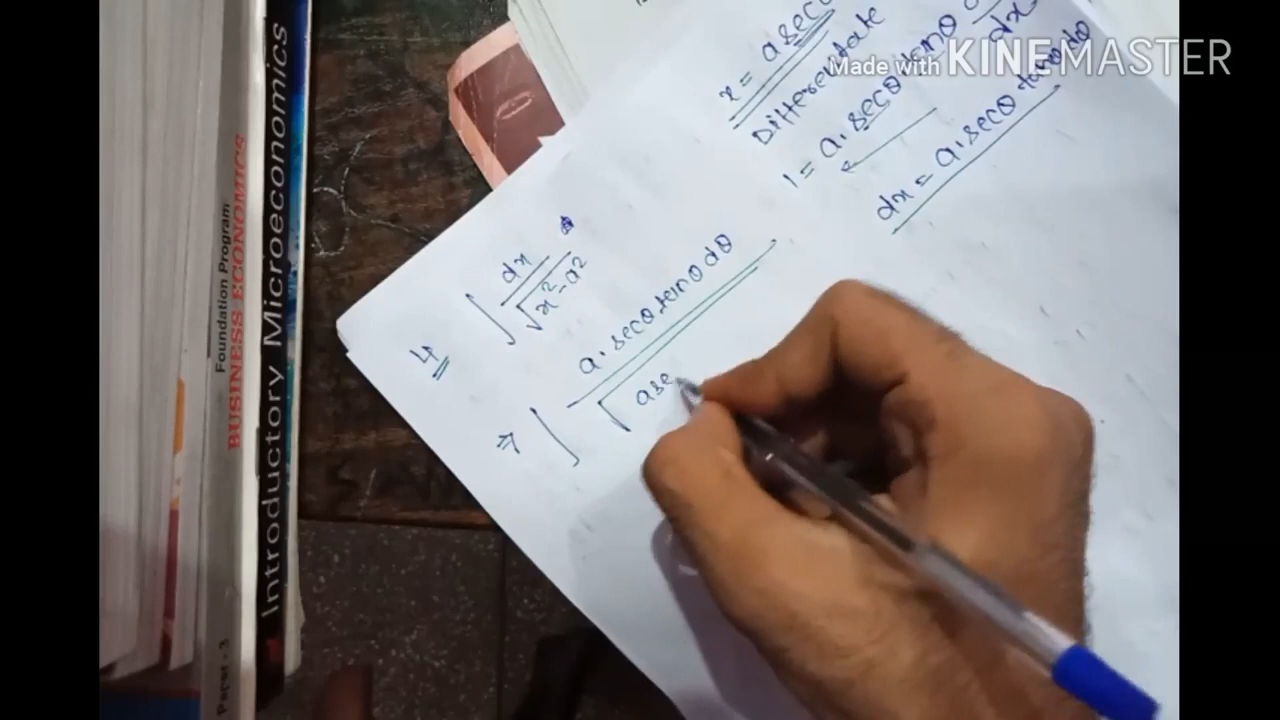 Made with KINEMASTER
x = a secθ
Differentiate
1 = a. secθ tanθ dθ/dx
dx = a. secθ tanθ dθ
4 ∫ dx/√x²-a²
⇒ ∫ a. secθ.tanθ dθ
√ase
Introductory Microeconomics
Foundation Program
BUSINESS ECONOMICS
Paper - 3